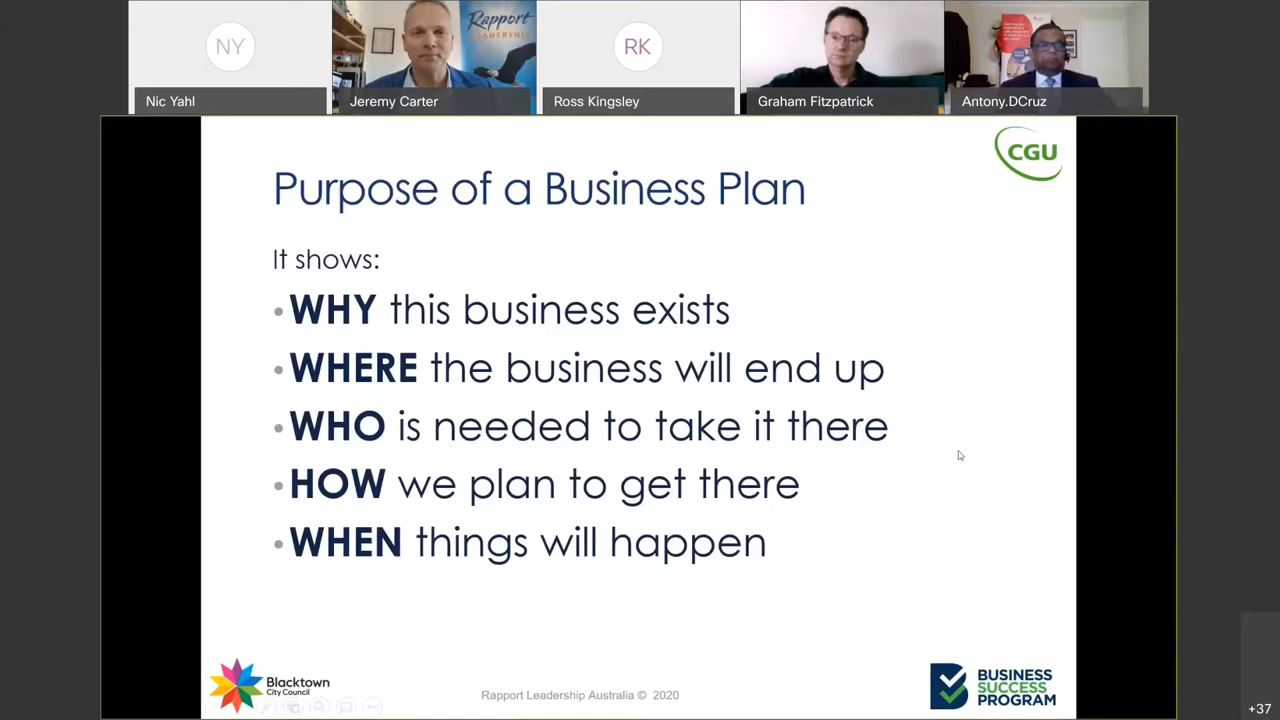 NY
RK
Rapport
LEADERSHIP
Nic Yahl
Jeremy Carter
Ross Kingsley
Graham Fitzpatrick
Antony.DCruz
CGU
Purpose of a Business Plan
It shows:
•WHY this business exists
•WHERE the business will end up
•WHO is needed to take it there
•HOW we plan to get there
•WHEN things will happen
Blacktown
City Council
Rapport Leadership Australia © 2020
BUSINESS
SUCCESS
PROGRAM
+37